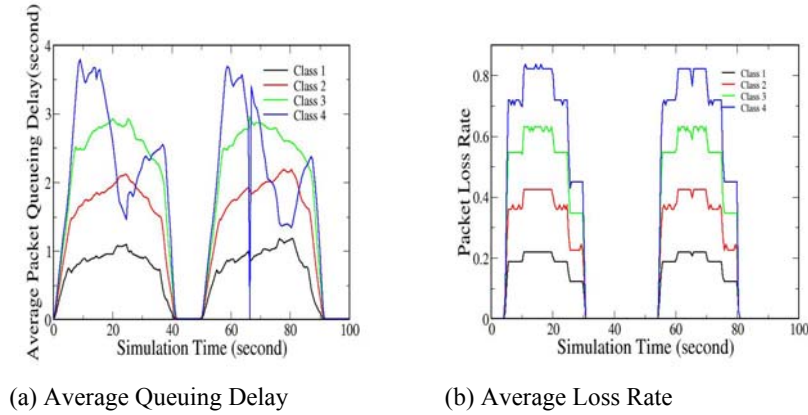 Average Packet Queueing Delay(second)
4
3
2
1
0
Class 1
Class 2
Class 3
Class 4
0 20 40 60 80 100
Simulation Time (second)
Packet Loss Rate
0.8
0.6
0.4
0.2
0
Class 1
Class 2
Class 3
Class 4
0 20 40 60 80 100
Simulation Time (second)
(a) Average Queuing Delay
(b) Average Loss Rate